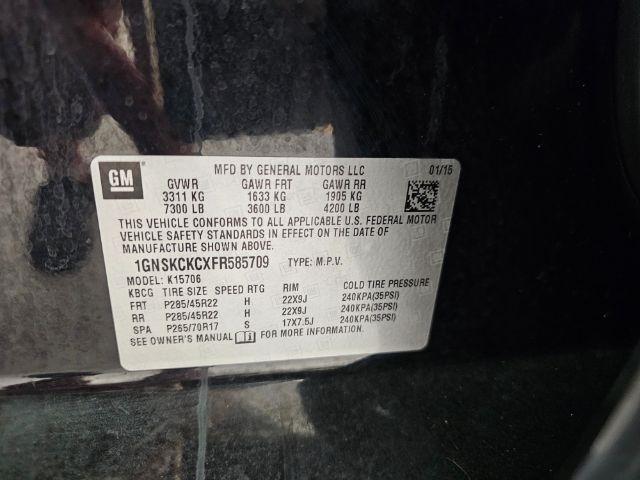 GM
MFD BY GENERAL MOTORS LLC 01/15
GVWR GAWR FRT GAWR RR
3311 KG 1633 KG 1905 KG
7300 LB 3600 LB 4200 LB
THIS VEHICLE CONFORMS TO ALL APPLICABLE U.S. FEDERAL MOTOR
VEHICLE SAFETY STANDARDS IN EFFECT ON THE DATE OF
MANUFACTURE SHOWN ABOVE.
1GNSKCKCXFR585709 TYPE: M.P.V.
MODEL: K15706
KBCG TIRE SIZE SPEED RTG RIM COLD TIRE PRESSURE
FRT P285/45R22 H 22X9J 240KPA(35PSI)
RR P285/45R22 H 22X9J 240KPA(35PSI)
SPA P265/70R17 S 17X7.5J 240KPA(35PSI)
SEE OWNER'S MANUAL FOR MORE INFORMATION.